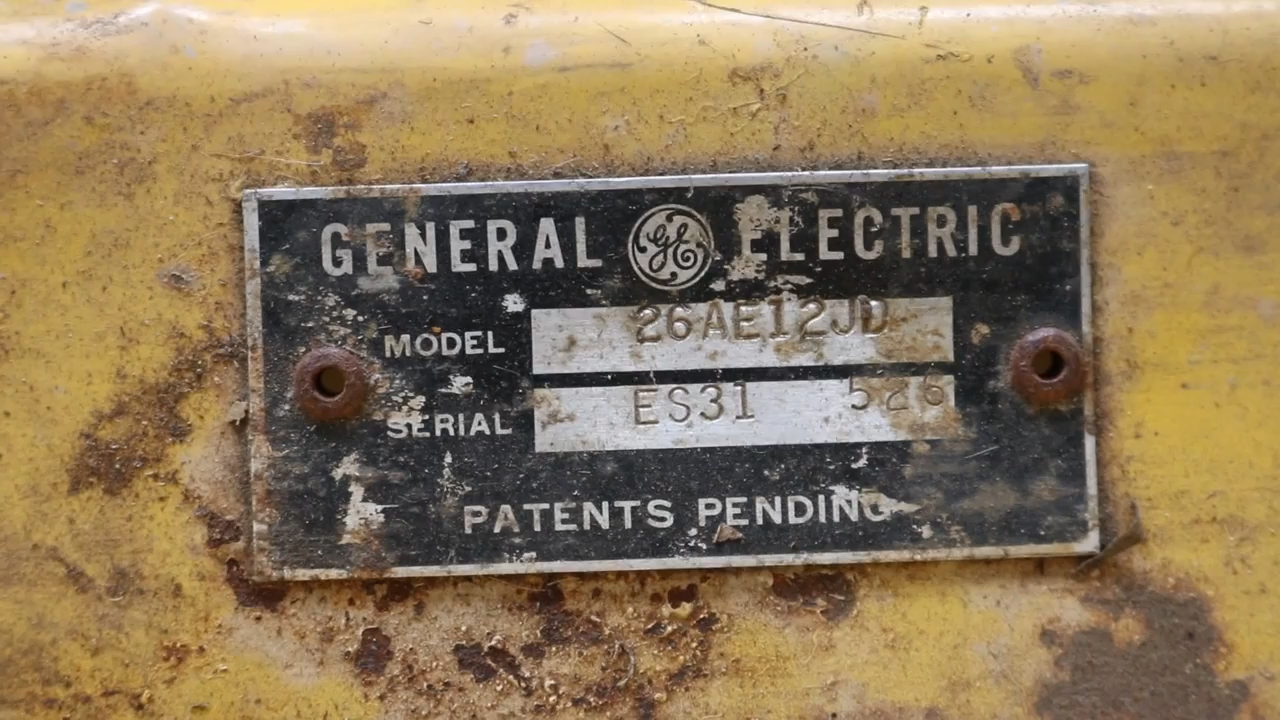 GENERAL GE ELECTRIC
MODEL 26AE12JD
SERIAL ES31 526
PATENTS PENDING